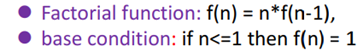 ● Factorial function: f(n) = n*f(n-1),
● base condition: if n<=1 then f(n) = 1